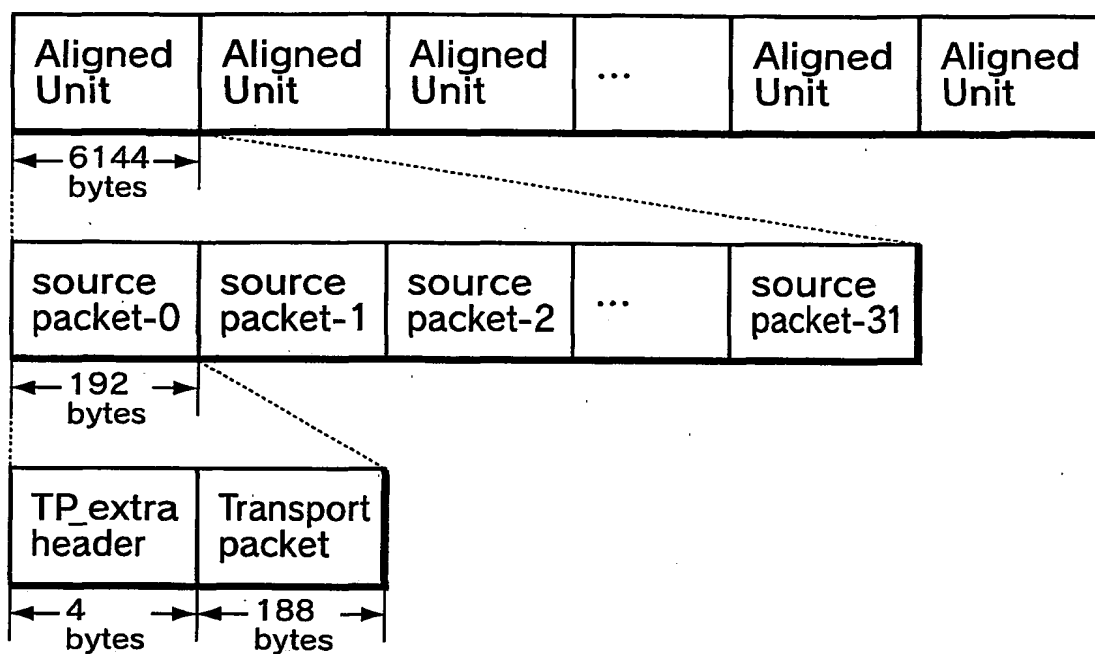 Aligned Unit
Aligned Unit
Aligned Unit
...
Aligned Unit
Aligned Unit
6144 bytes
source packet-0
source packet-1
source packet-2
...
source packet-31
192 bytes
TP_extra header
Transport packet
4 bytes
188 bytes